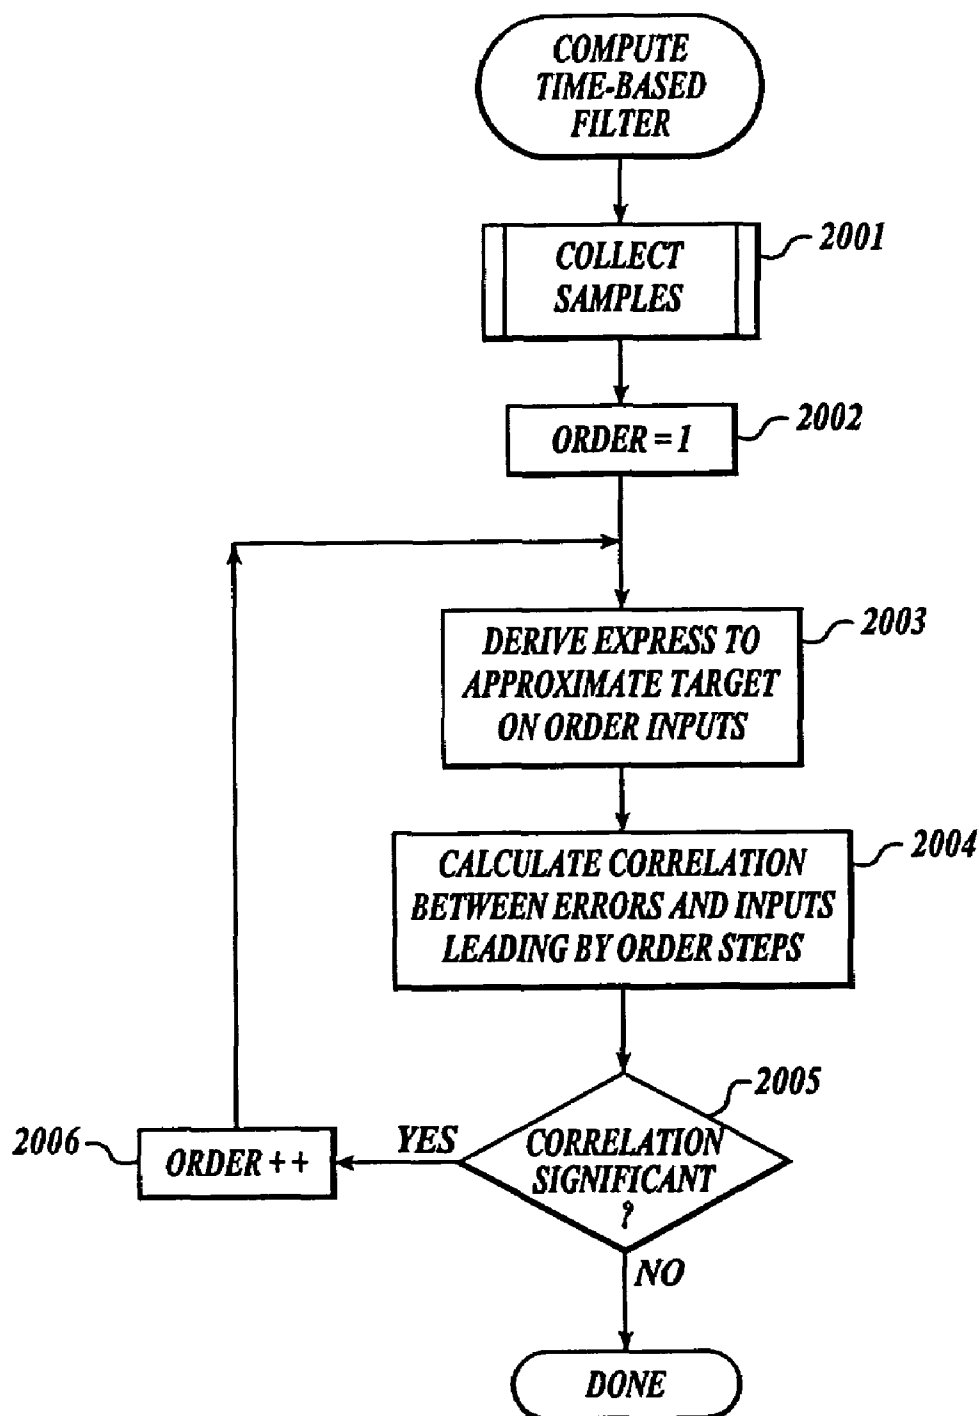 COMPUTE
TIME-BASED
FILTER
COLLECT
SAMPLES
2001
ORDER = 1
2002
DERIVE EXPRESS TO
APPROXIMATE TARGET
ON ORDER INPUTS
2003
CALCULATE CORRELATION
BETWEEN ERRORS AND INPUTS
LEADING BY ORDER STEPS
2004
CORRELATION
SIGNIFICANT
?
2005
YES
ORDER + +
2006
NO
DONE